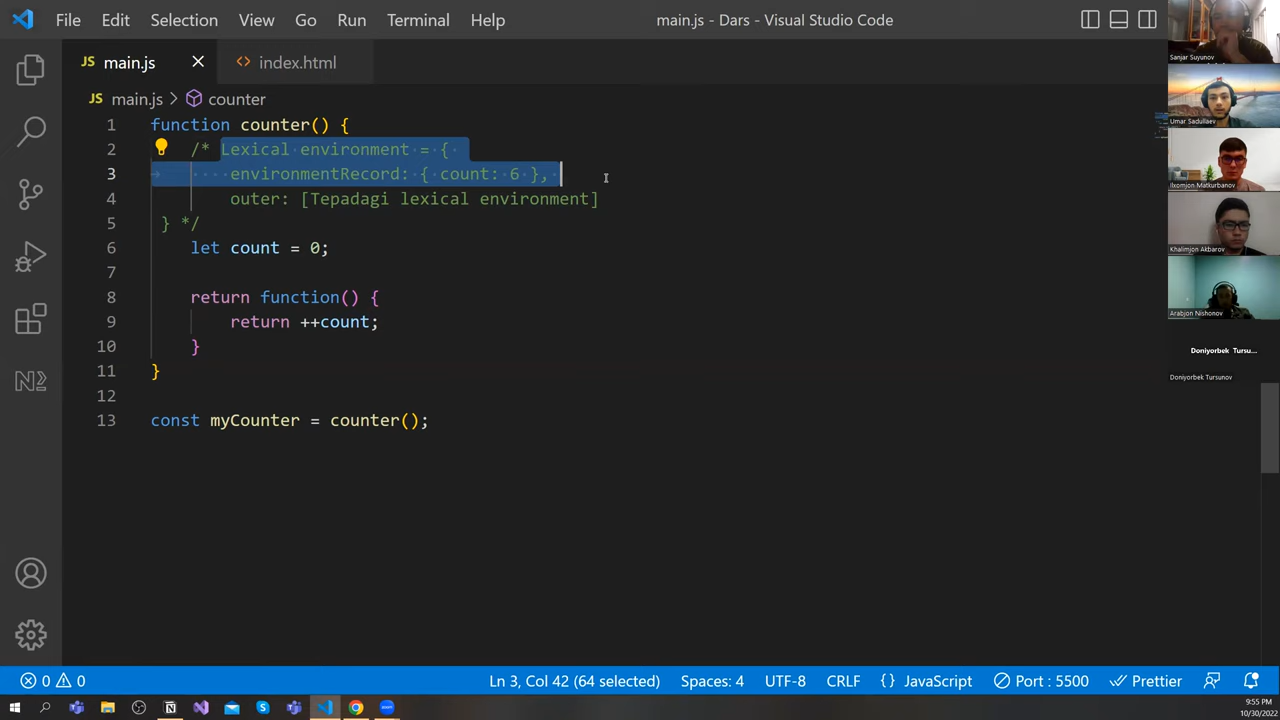 File Edit Selection View Go Run Terminal Help main.js - Dars - Visual Studio Code
JS main.js index.html
JS main.js counter
1 function counter() {
2 /* Lexical environment = {
3 environmentRecord: { count: 6 },
4 outer: [Tepadagi lexical environment]
5 } */
6 let count = 0;
7
8 return function() {
9 return ++count;
10 }
11 }
12
13 const myCounter = counter();
Sanjar Suyunov
Umar Sadullaev
Ilxomjon Matkurbanov
Khalimjon Akbarov
Arabjon Nishonov
Doniyorbek Tursu...
Doniyorbek Tursunov
0 0 Ln 3, Col 42 (64 selected) Spaces: 4 UTF-8 CRLF {} JavaScript Port : 5500 Prettier
9:55 PM
10/30/2022